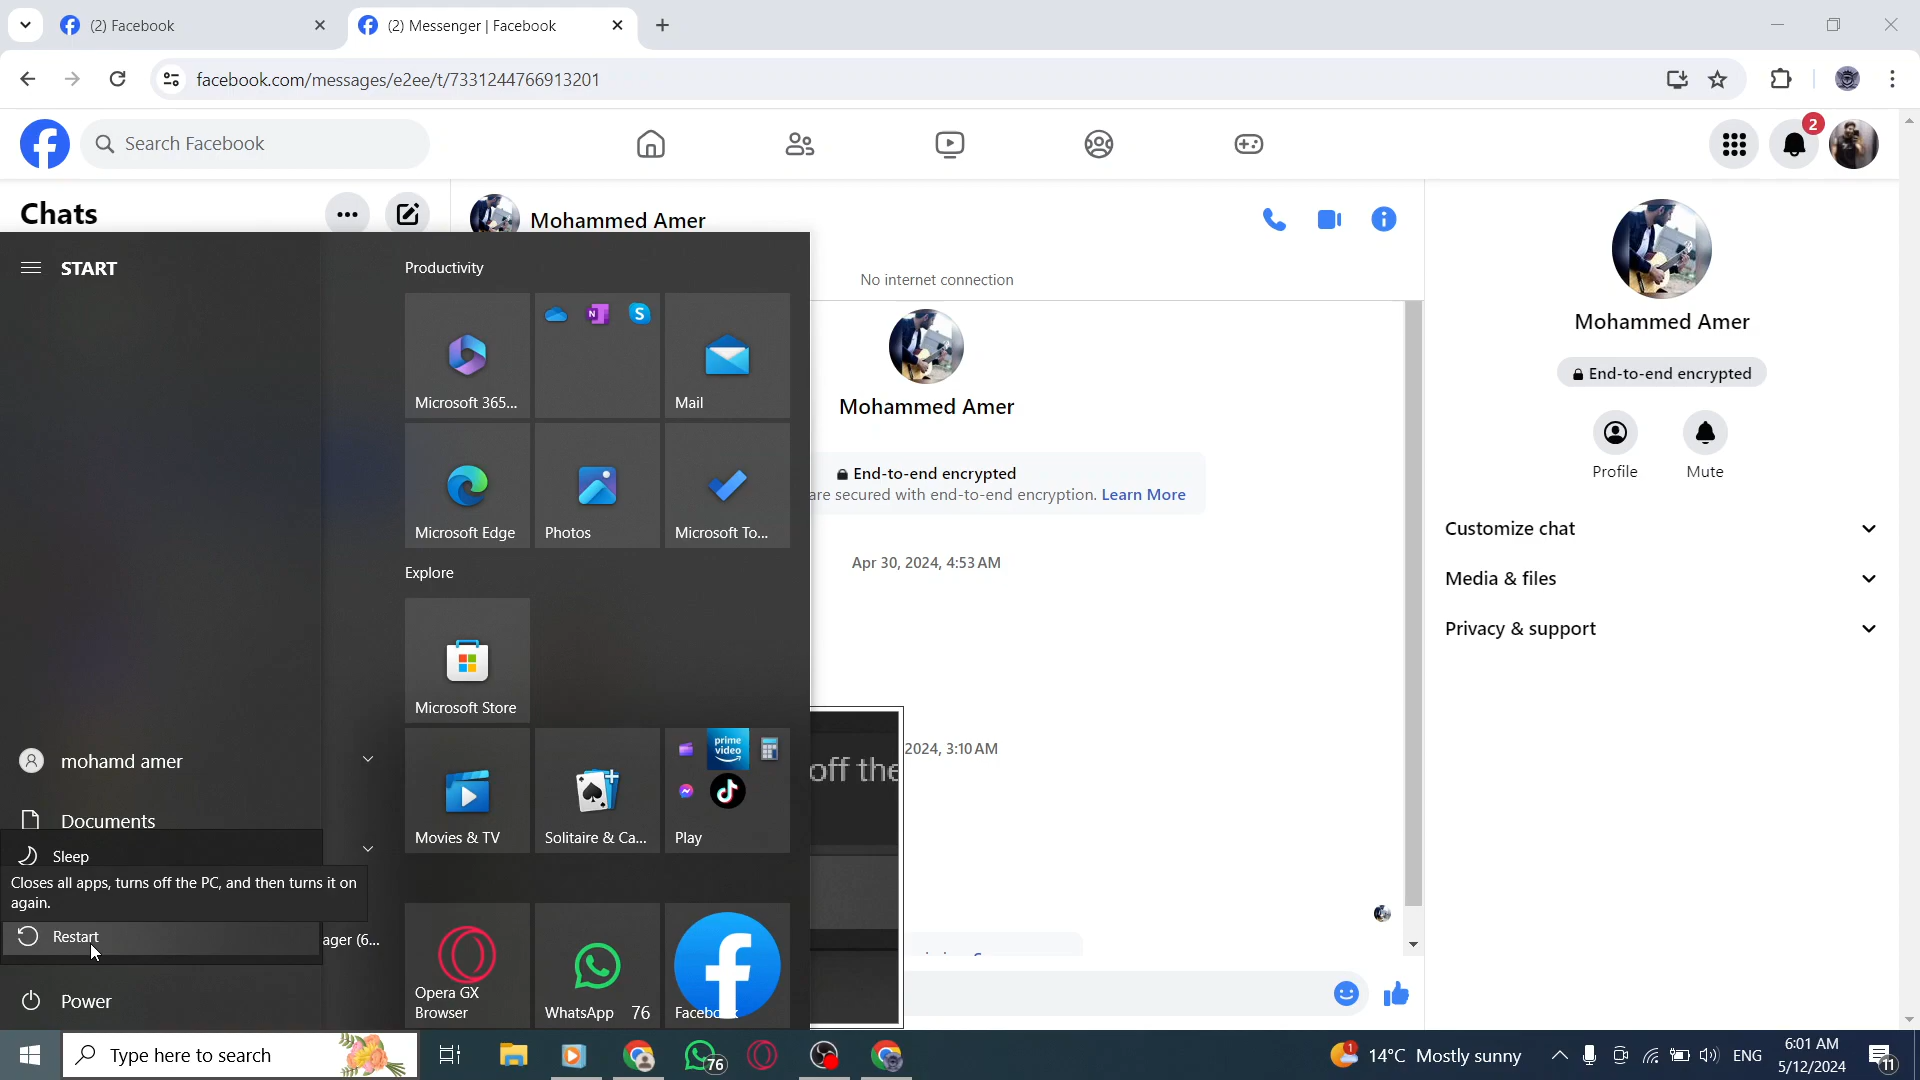 (2) Facebook
(2) Messenger | Facebook
facebook.com/messages/e2ee/t/7331244766913201
Search Facebook
2
Chats
Mohammed Amer
No internet connection
Mohammed Amer
End-to-end encrypted
are secured with end-to-end encryption. Learn More
Apr 30, 2024, 4:53 AM
2024, 3:10 AM
off the
Mohammed Amer
End-to-end encrypted
Profile
Mute
Customize chat
Media & files
Privacy & support
START
mohamd amer
Documents
Sleep
Closes all apps, turns off the PC, and then turns it on
again.
Restart
ager (6...
Power
Productivity
Microsoft 365...
Mail
Microsoft Edge
Photos
Microsoft To...
Explore
Microsoft Store
Movies & TV
Solitaire & Ca...
prime
video
Play
Opera GX
Browser
WhatsApp 76
Facebook
Type here to search
76
1
14°C Mostly sunny
ENG
6:01 AM
5/12/2024
11